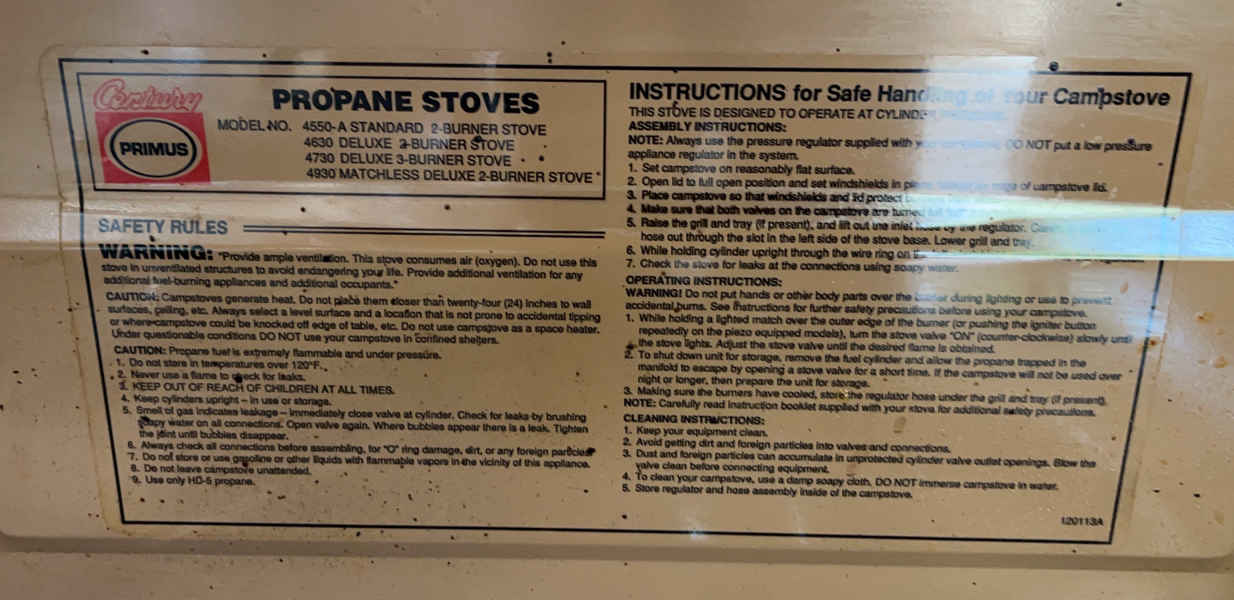 Century
PRIMUS
PROPANE STOVES
MODEL NO. 4550-A STANDARD 2-BURNER STOVE
4630 DELUXE 2-BURNER STOVE
4730 DELUXE 3-BURNER STOVE
4930 MATCHLESS DELUXE 2-BURNER STOVE
SAFETY RULES
WARNING: "Provide ample ventilation. This stove consumes air (oxygen). Do not use this
stove in unventilated structures to avoid endangering your life. Provide additional ventilation for any
additional fuel-burning appliances and additional occupants."
CAUTION: Campstoves generate heat. Do not place them closer than twenty-four (24) inches to wall
surfaces, ceiling, etc. Always select a level surface and a location that is not prone to accidental tipping
or where campstove could be knocked off edge of table, etc. Do not use campstove as a space heater.
Under questionable conditions DO NOT use your campstove in confined shelters.
CAUTION: Propane fuel is extremely flammable and under pressure.
1. Do not store in temperatures over 120°F.
2. Never use a flame to check for leaks.
3. KEEP OUT OF REACH OF CHILDREN AT ALL TIMES.
4. Keep cylinders upright – in use or storage.
5. Smell of gas indicates leakage – immediately close valve at cylinder. Check for leaks by brushing
soapy water on all connections. Open valve again. Where bubbles appear there is a leak. Tighten
the joint until bubbles disappear.
6. Always check all connections before assembling, for "O" ring damage, dirt, or any foreign particles.
7. Do not store or use gasoline or other liquids with flammable vapors in the vicinity of this appliance.
8. Do not leave campstove unattended.
9. Use only HD-5 propane.
INSTRUCTIONS for Safe Handling of Your Campstove
THIS STOVE IS DESIGNED TO OPERATE AT CYLINDER
ASSEMBLY INSTRUCTIONS:
NOTE: Always use the pressure regulator supplied with your campstove. DO NOT put a low pressure
appliance regulator in the system.
1. Set campstove on reasonably flat surface.
2. Open lid to full open position and set windshields in of campstove lid.
3. Place campstove so that windshields and lid protect
4. Make sure that both valves on the campstove are turned
5. Raise the grill and tray (if present), and lift out the inlet hose by the regulator.
hose out through the slot in the left side of the stove base. Lower grill and tray.
6. While holding cylinder upright through the wire ring on
7. Check the stove for leaks at the connections using soapy water.
OPERATING INSTRUCTIONS:
WARNING! Do not put hands or other body parts over the burner during lighting or use to prevent
accidental burns. See instructions for further safety precautions before using your campstove.
1. While holding a lighted match over the outer edge of the burner (or pushing the igniter button
repeatedly on the piezo equipped models), turn the stove valve "ON" (counter-clockwise) slowly until
the stove lights. Adjust the stove valve until the desired flame is obtained.
2. To shut down unit for storage, remove the fuel cylinder and allow the propane trapped in the
manifold to escape by opening a stove valve for a short time. If the campstove will not be used over
night or longer, then prepare the unit for storage.
3. Making sure the burners have cooled, store the regulator hose under the grill and tray (if present).
NOTE: Carefully read instruction booklet supplied with your stove for additional safety precautions.
CLEANING INSTRUCTIONS:
1. Keep your equipment clean.
2. Avoid getting dirt and foreign particles into valves and connections.
3. Dust and foreign particles can accumulate in unprotected cylinder valve outlet openings. Blow the
valve clean before connecting equipment.
4. To clean your campstove, use a damp soapy cloth, DO NOT immerse campstove in water.
5. Store regulator and hose assembly inside of the campstove.
120113A